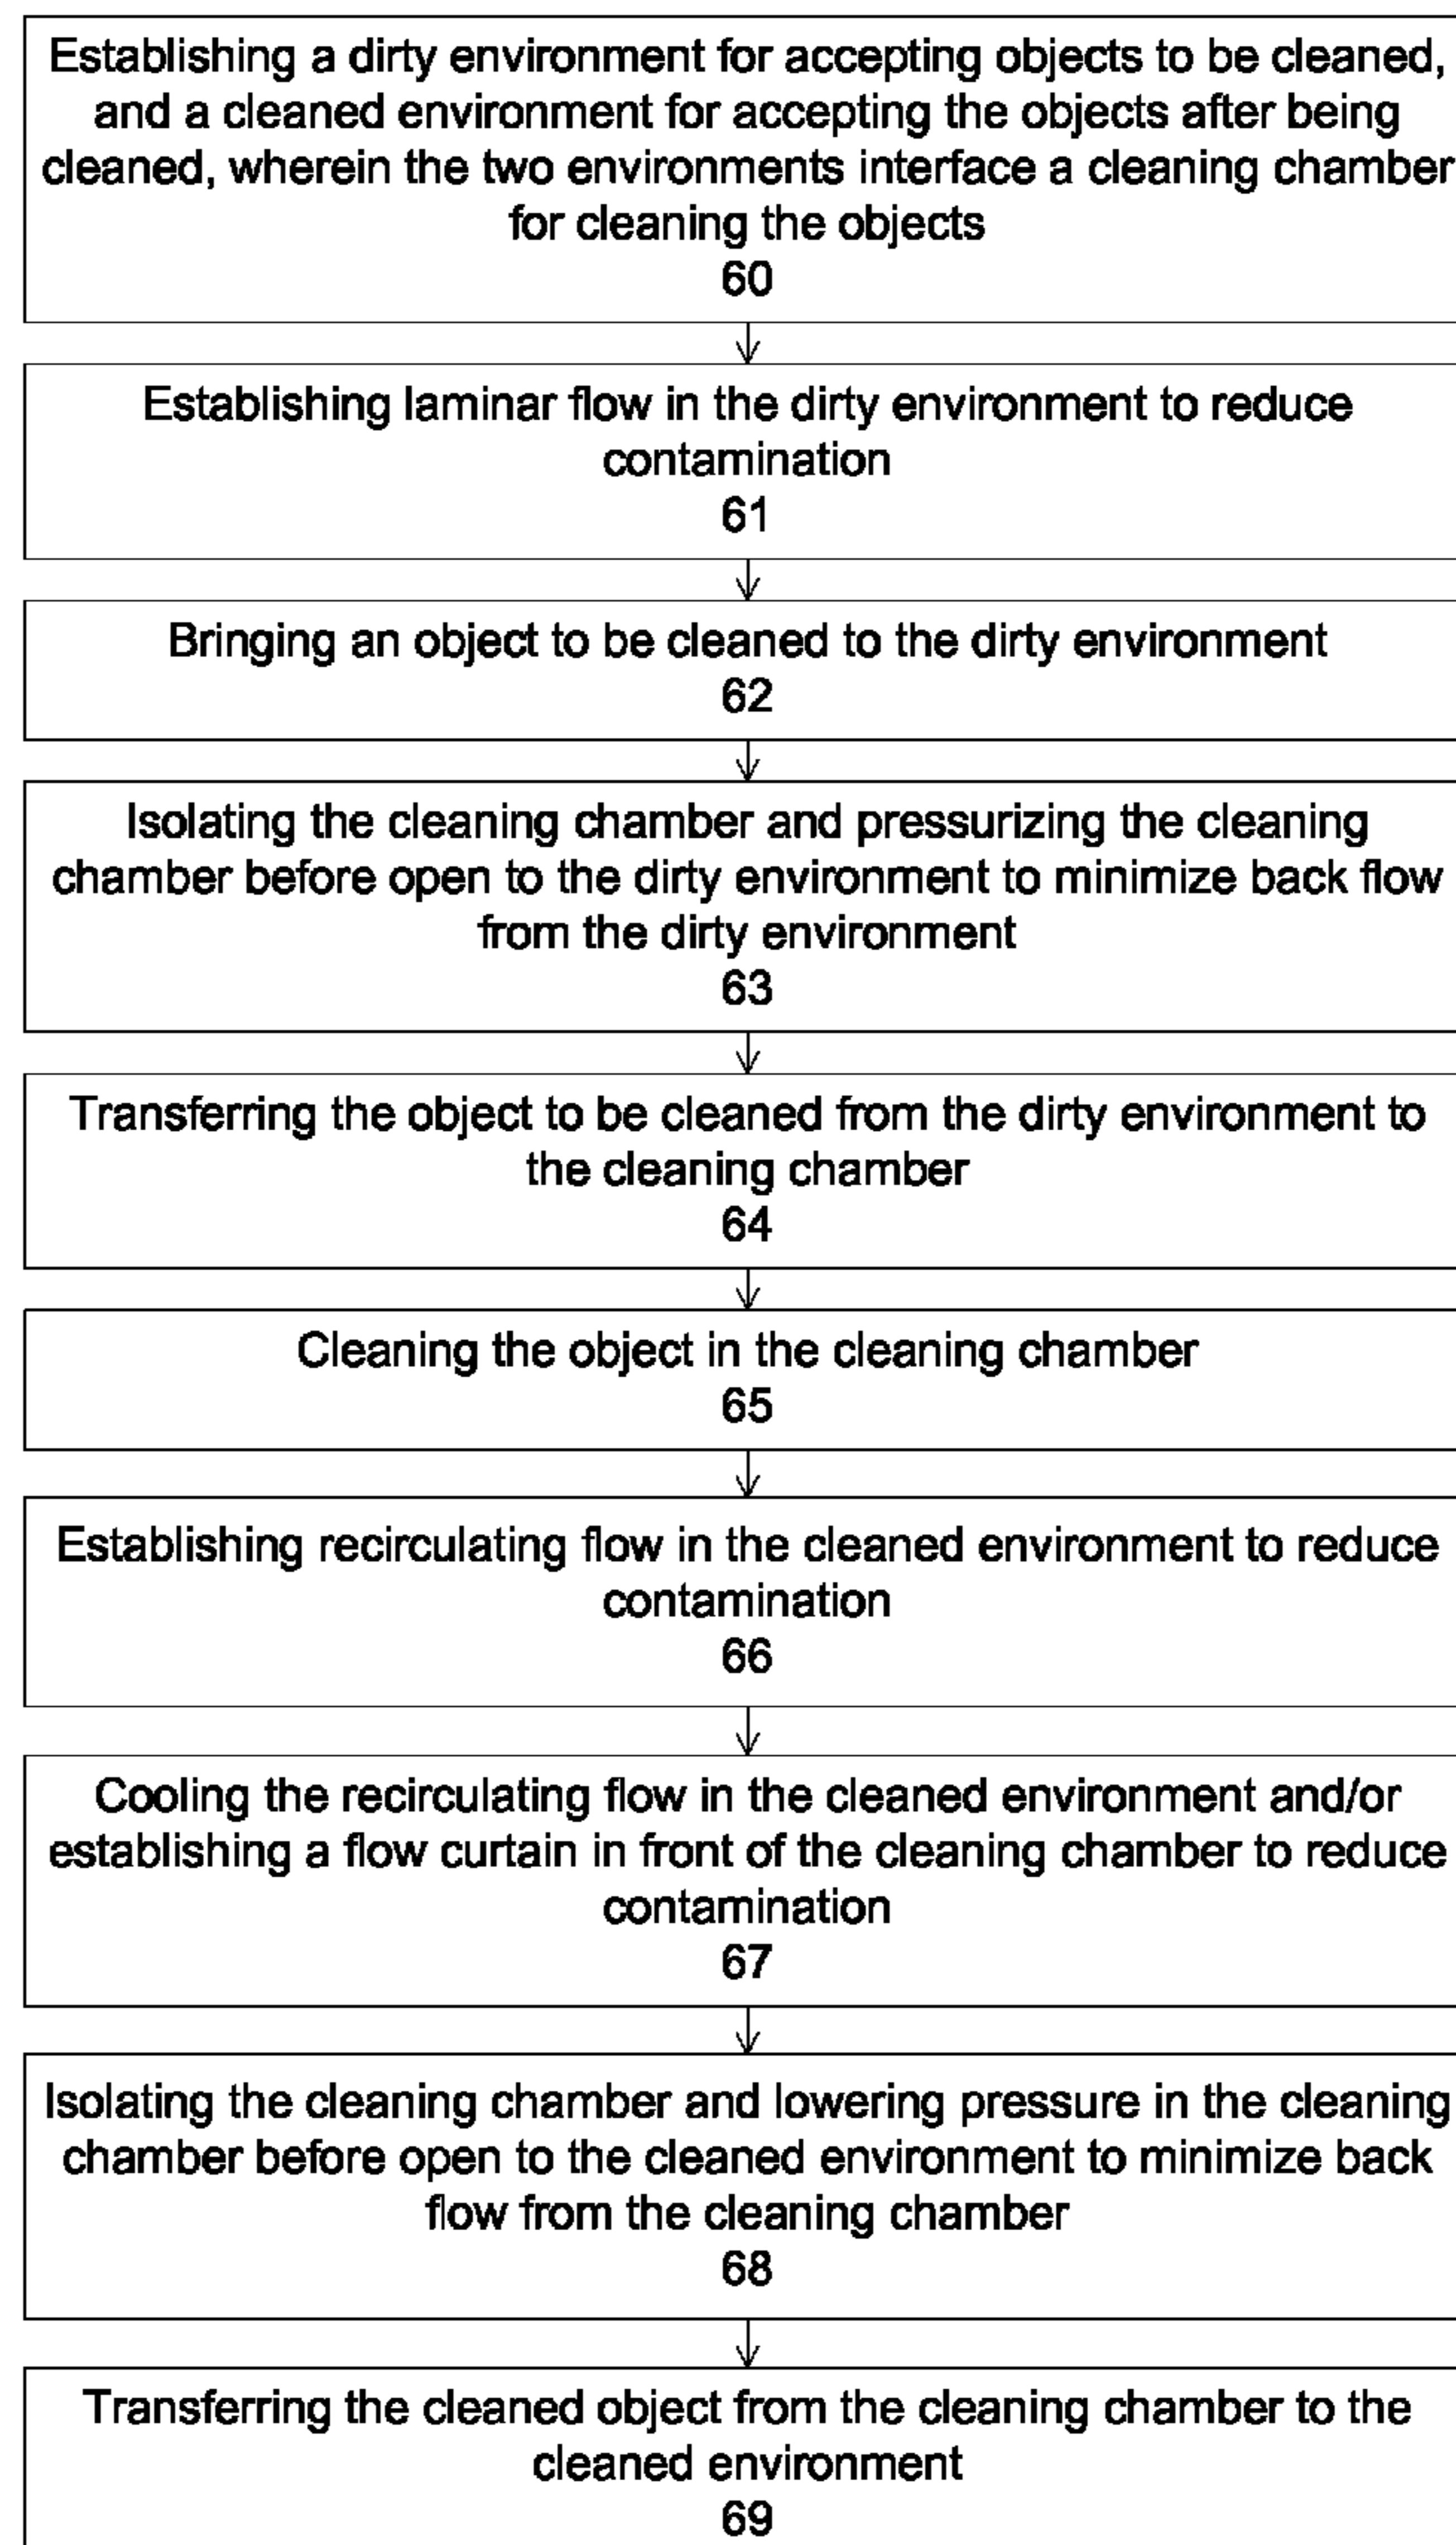 Establishing a dirty environment for accepting objects to be cleaned,
and a cleaned environment for accepting the objects after being
cleaned, wherein the two environments interface a cleaning chamber
for cleaning the objects
60
Establishing laminar flow in the dirty environment to reduce
contamination
61
Bringing an object to be cleaned to the dirty environment
62
Isolating the cleaning chamber and pressurizing the cleaning
chamber before open to the dirty environment to minimize back flow
from the dirty environment
63
Transferring the object to be cleaned from the dirty environment to
the cleaning chamber
64
Cleaning the object in the cleaning chamber
65
Establishing recirculating flow in the cleaned environment to reduce
contamination
66
Cooling the recirculating flow in the cleaned environment and/or
establishing a flow curtain in front of the cleaning chamber to reduce
contamination
67
Isolating the cleaning chamber and lowering pressure in the cleaning
chamber before open to the cleaned environment to minimize back
flow from the cleaning chamber
68
Transferring the cleaned object from the cleaning chamber to the
cleaned environment
69